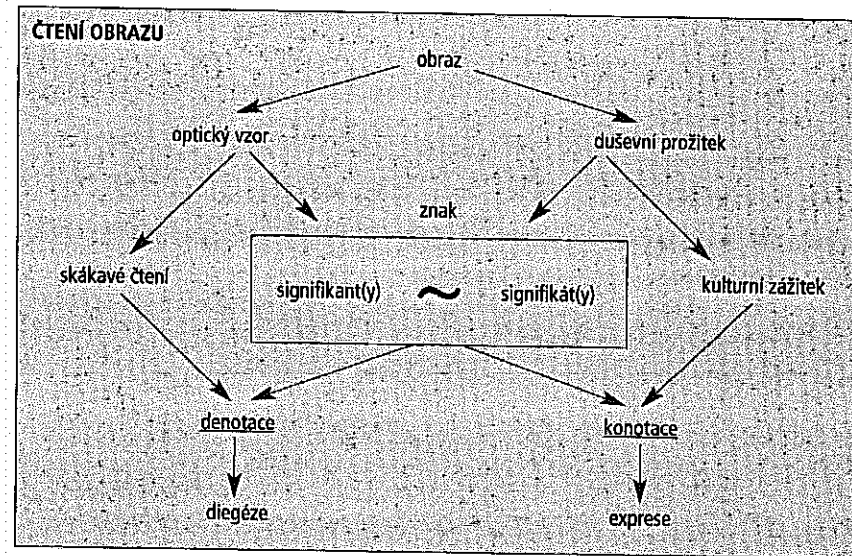 ČTENÍ OBRAZU
obraz
optický vzor
duševní prožitek
znak
skákavé čtení
signifikant(y) ~ signifikát(y)
kulturní zážitek
denotace
konotace
diegéze
exprese